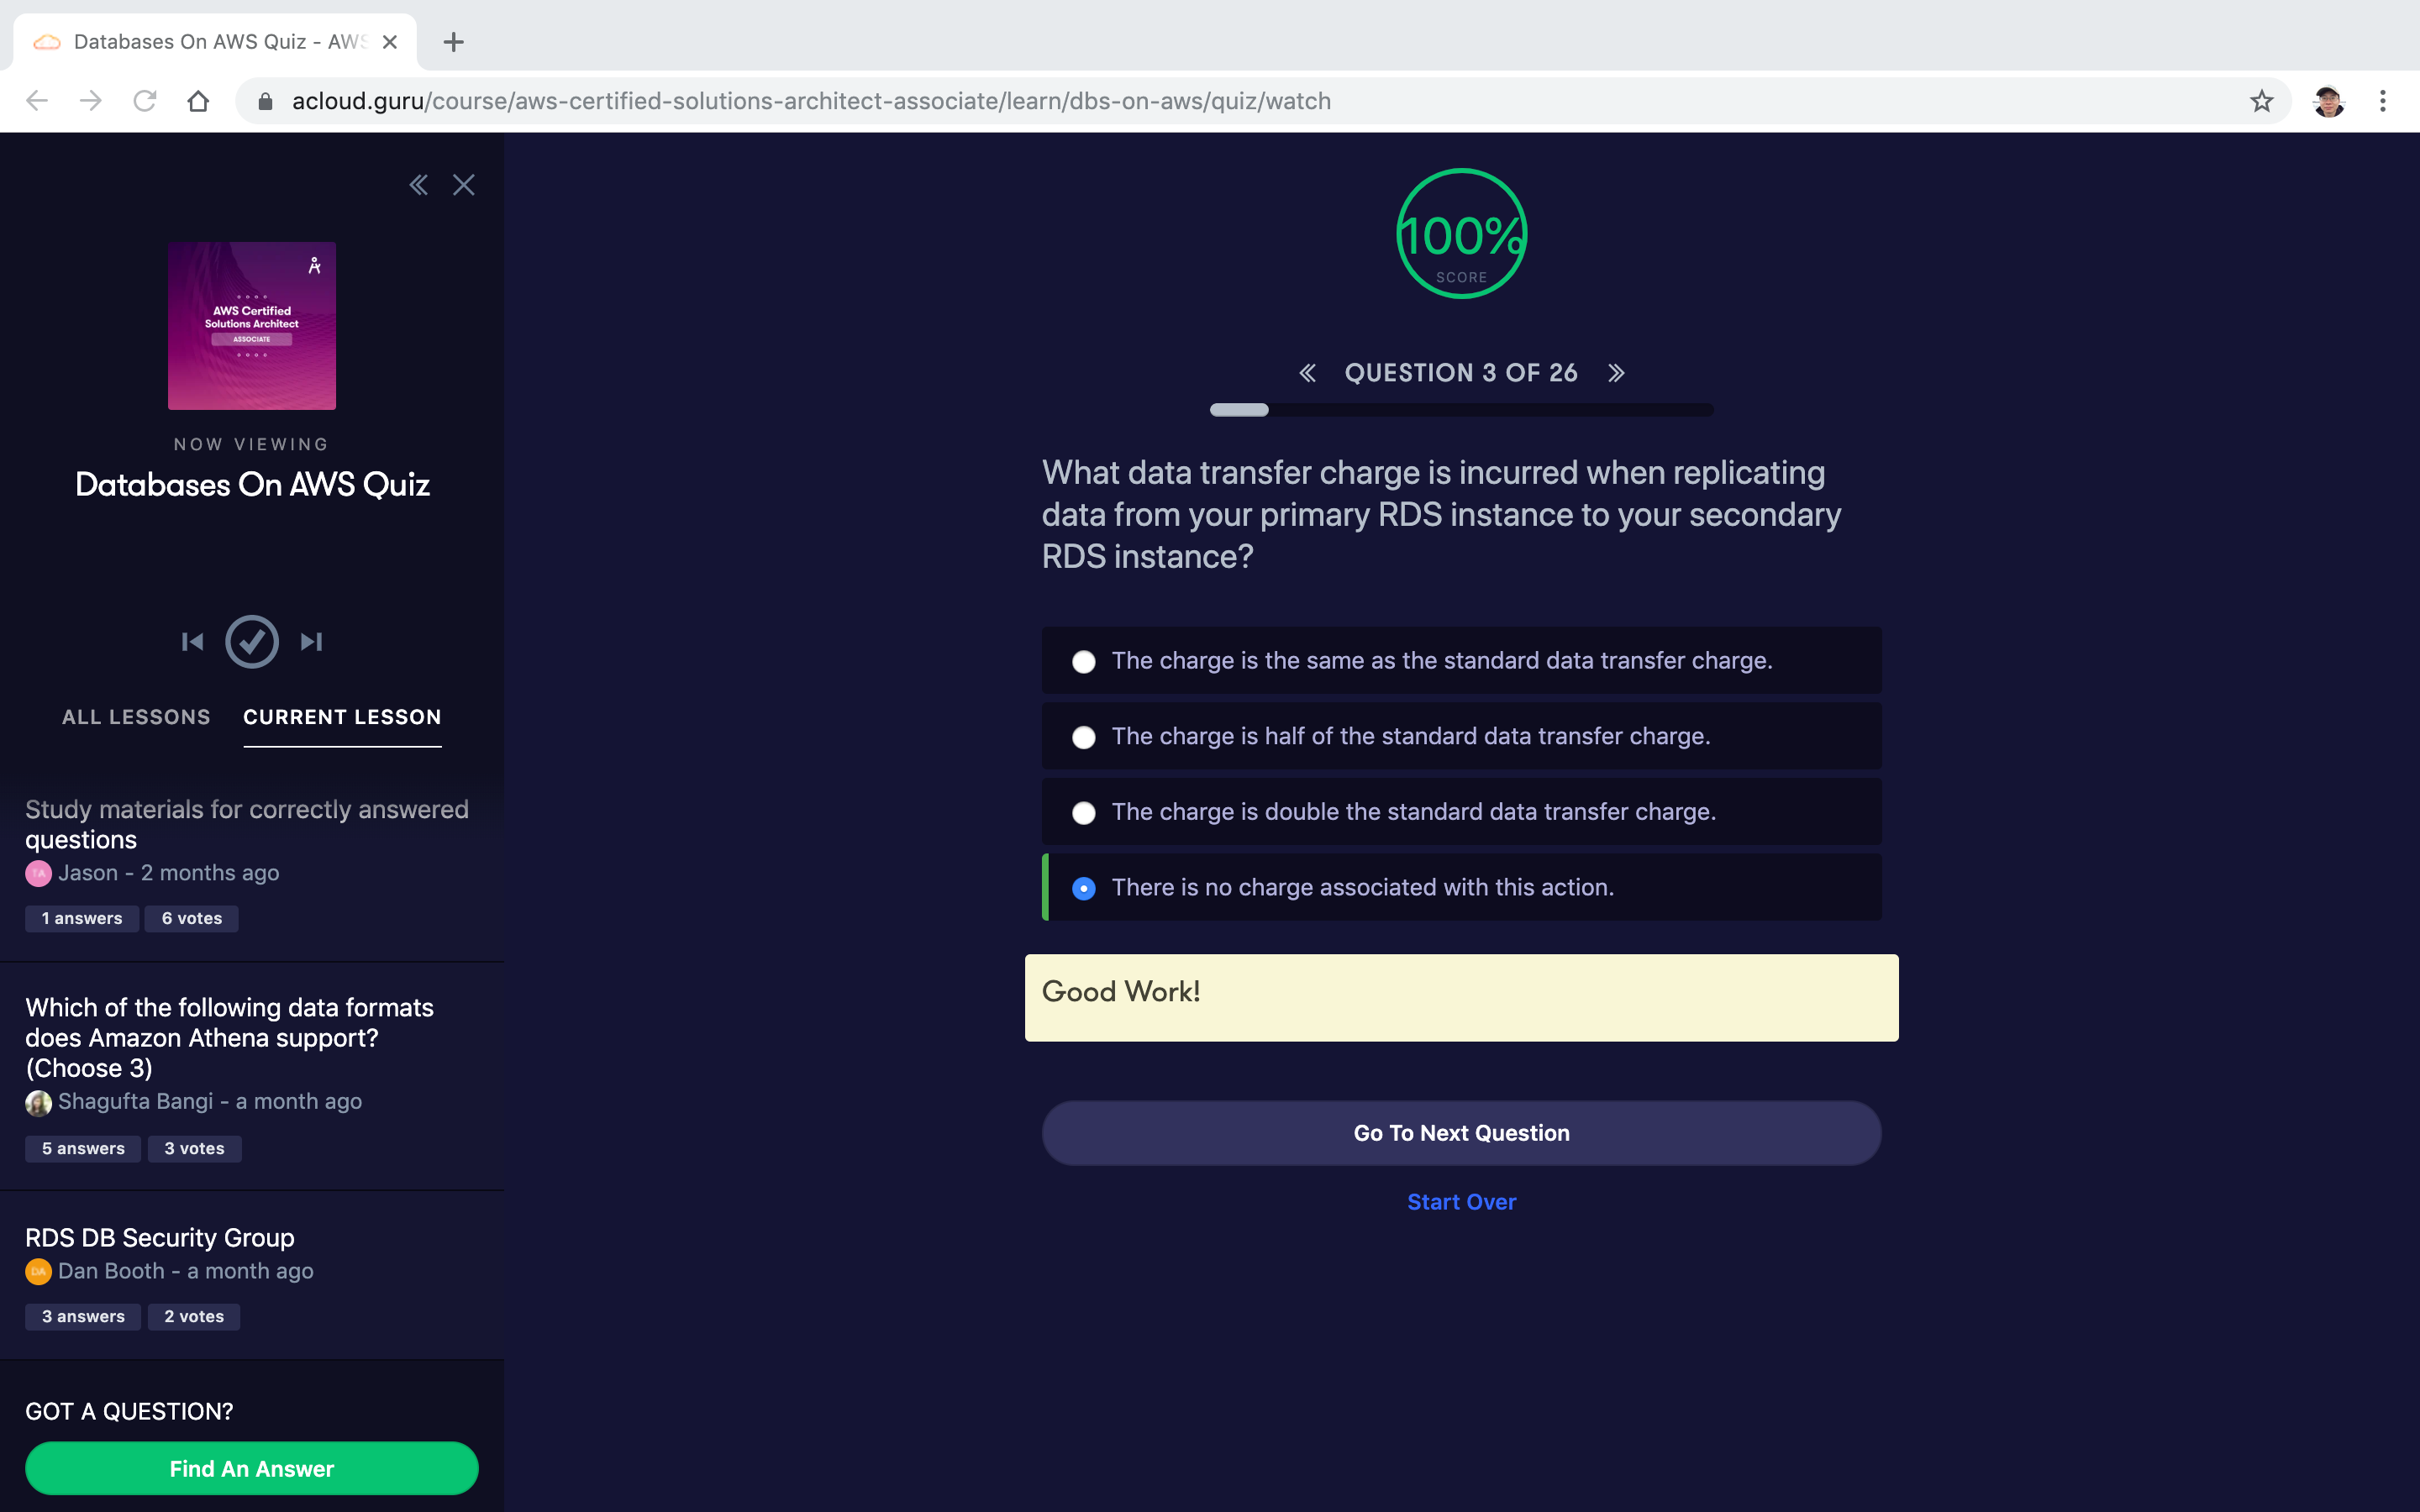 Databases On AWS Quiz - AWS
acloud.guru/course/aws-certified-solutions-architect-associate/learn/dbs-on-aws/quiz/watch
AWS Certified
Solutions Architect
ASSOCIATE
NOW VIEWING
Databases On AWS Quiz
ALL LESSONS
CURRENT LESSON
Study materials for correctly answered
questions
TA
Jason - 2 months ago
1 answers
6 votes
Which of the following data formats
does Amazon Athena support?
(Choose 3)
Shagufta Bangi - a month ago
5 answers
3 votes
RDS DB Security Group
DA
Dan Booth - a month ago
3 answers
2 votes
GOT A QUESTION?
Find An Answer
100%
SCORE
QUESTION 3 OF 26
What data transfer charge is incurred when replicating
data from your primary RDS instance to your secondary
RDS instance?
The charge is the same as the standard data transfer charge.
The charge is half of the standard data transfer charge.
The charge is double the standard data transfer charge.
There is no charge associated with this action.
Good Work!
Go To Next Question
Start Over